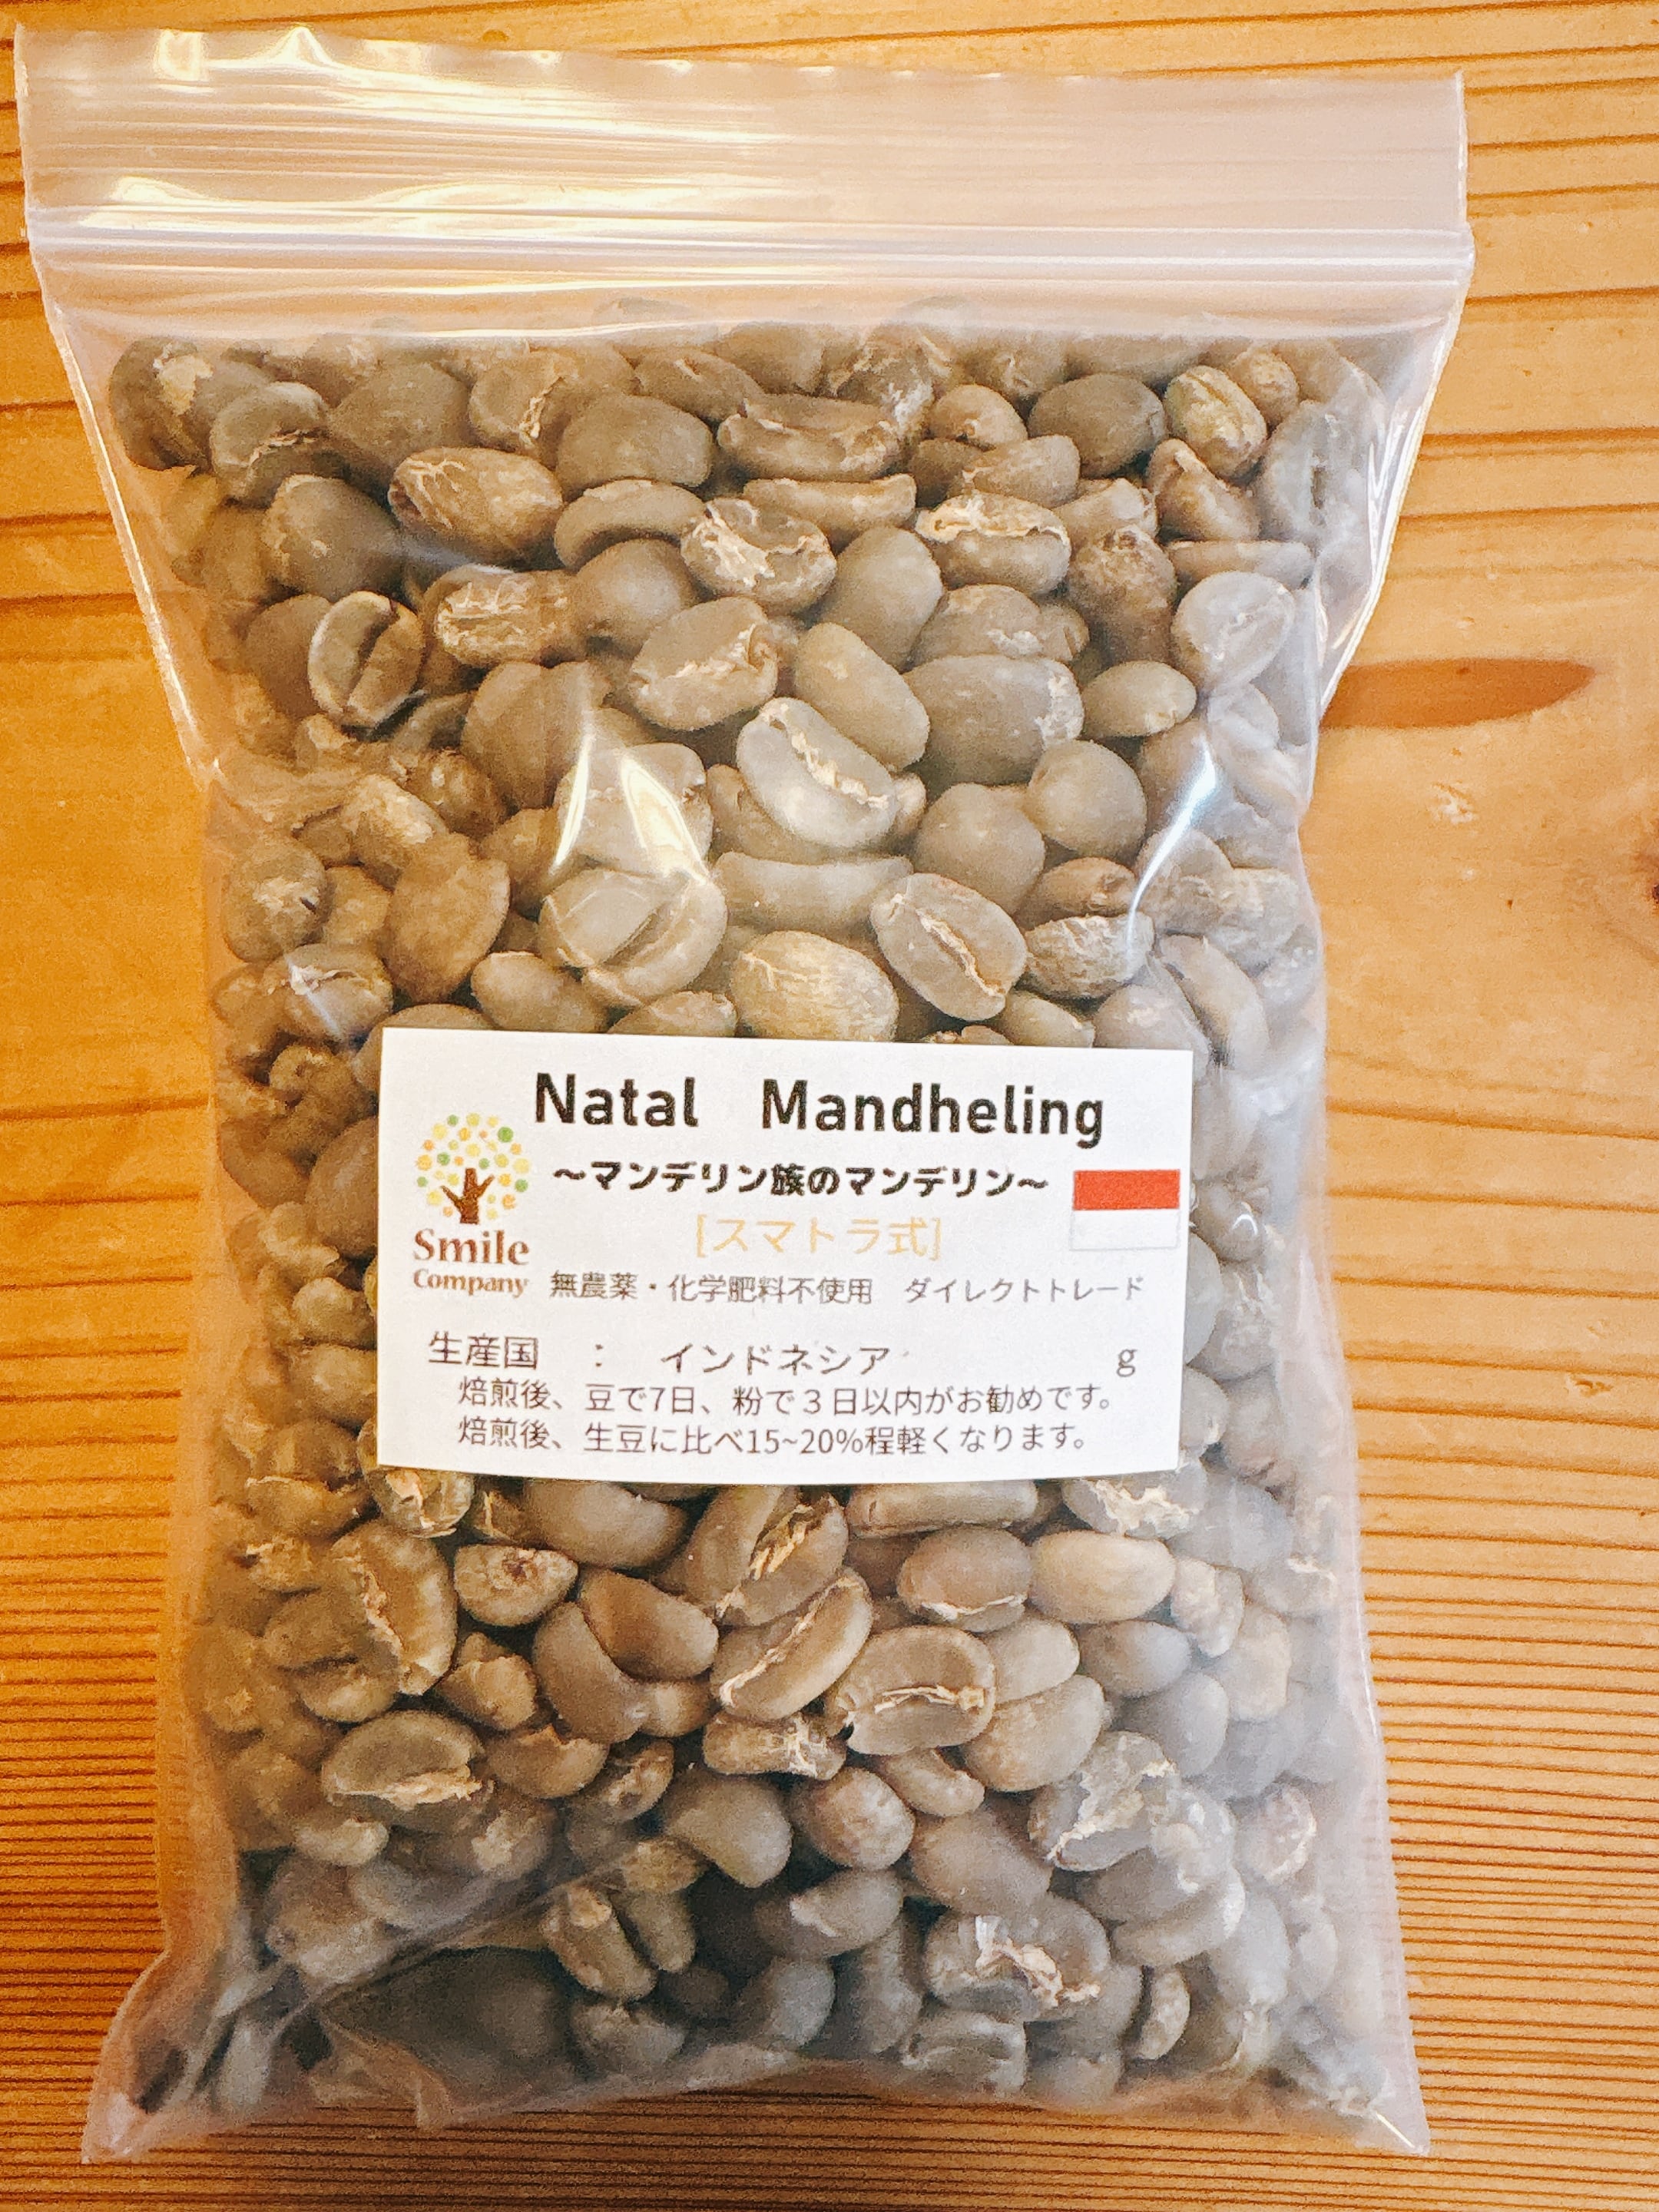 Natal Mandheling
~マンデリン族のマンデリン~
[スマトラ式]
Smile
Company
無農薬・化学肥料不使用 ダイレクトトレード
生産国 : インドネシア g
焙煎後、豆で7日、粉で3日以内がお勧めです。
焙煎後、生豆に比べ15~20%程軽くなります。